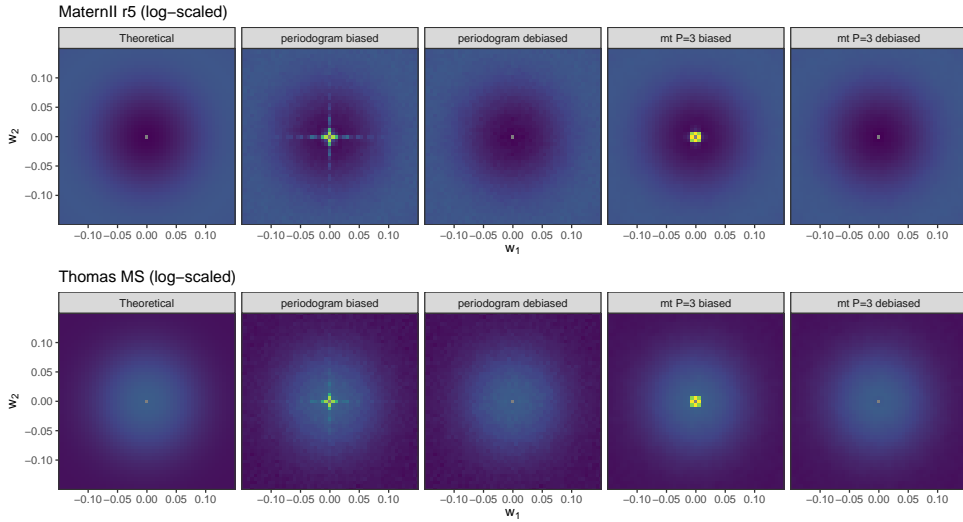 MaternII r5 (log−scaled)
Theoretical periodogram biased periodogram debiased mt P=3 biased mt P=3 debiased
0.10
0.05
0.00
−0.05
−0.10
w2
−0.10 −0.05 0.00 0.05 0.10 −0.10 −0.05 0.00 0.05 0.10 −0.10 −0.05 0.00 0.05 0.10 −0.10 −0.05 0.00 0.05 0.10 −0.10 −0.05 0.00 0.05 0.10
w1
Thomas MS (log−scaled)
Theoretical periodogram biased periodogram debiased mt P=3 biased mt P=3 debiased
0.10
0.05
0.00
−0.05
−0.10
w2
−0.10 −0.05 0.00 0.05 0.10 −0.10 −0.05 0.00 0.05 0.10 −0.10 −0.05 0.00 0.05 0.10 −0.10 −0.05 0.00 0.05 0.10 −0.10 −0.05 0.00 0.05 0.10
w1